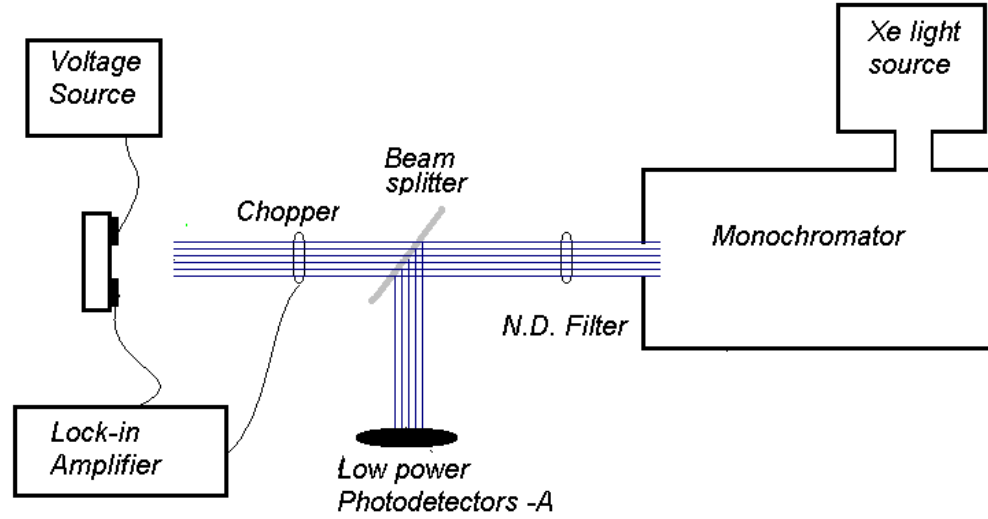 Voltage
Source
Xe light
source
Beam
splitter
Chopper
Monochromator
N.D. Filter
Lock-in
Amplifier
Low power
Photodetectors -A